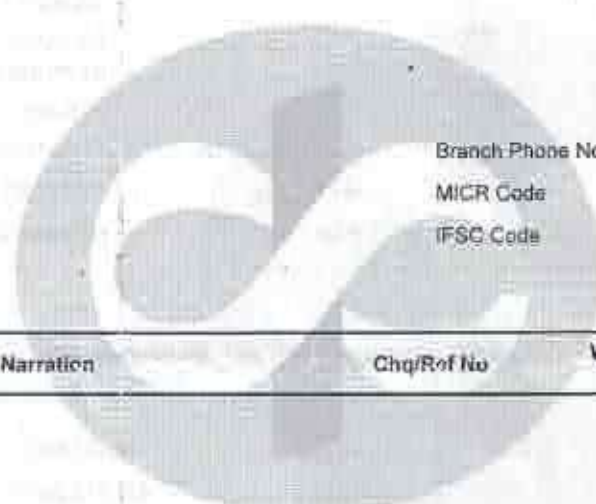 Branch Phone No
MICR Code
IFSC Code
Narration Chq/Ref No